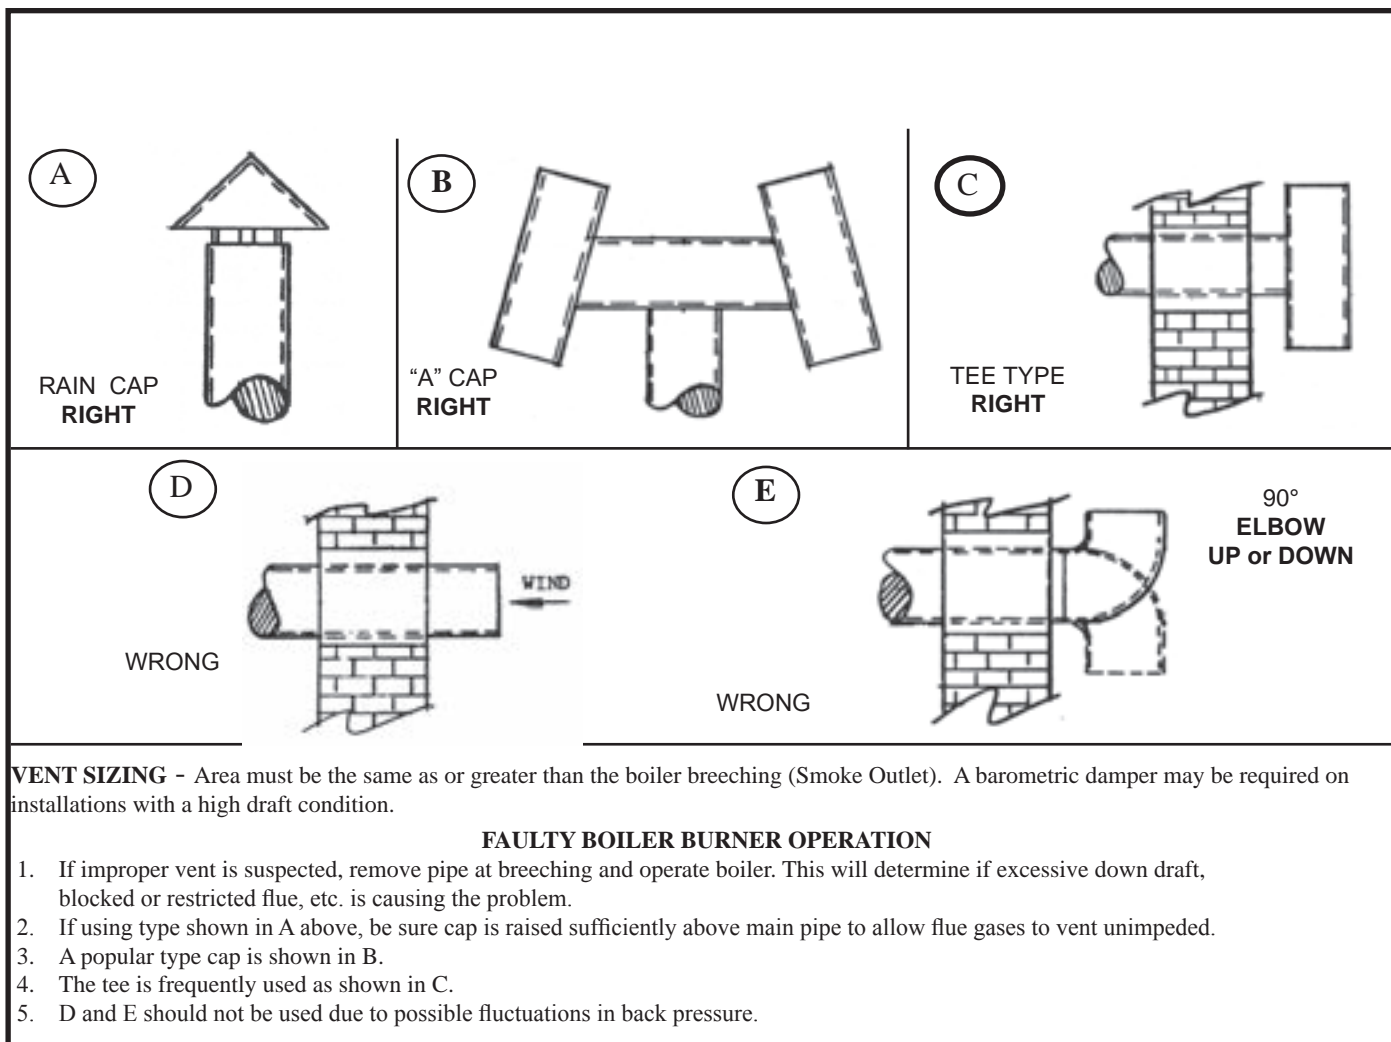 A
RAIN CAP
RIGHT
B
“A” CAP
RIGHT
C
TEE TYPE
RIGHT
D
WIND
WRONG
E
90°
ELBOW
UP or DOWN
WRONG
VENT SIZING - Area must be the same as or greater than the boiler breeching (Smoke Outlet). A barometric damper may be required on
installations with a high draft condition.
FAULTY BOILER BURNER OPERATION
1. If improper vent is suspected, remove pipe at breeching and operate boiler. This will determine if excessive down draft,
blocked or restricted flue, etc. is causing the problem.
2. If using type shown in A above, be sure cap is raised sufficiently above main pipe to allow flue gases to vent unimpeded.
3. A popular type cap is shown in B.
4. The tee is frequently used as shown in C.
5. D and E should not be used due to possible fluctuations in back pressure.